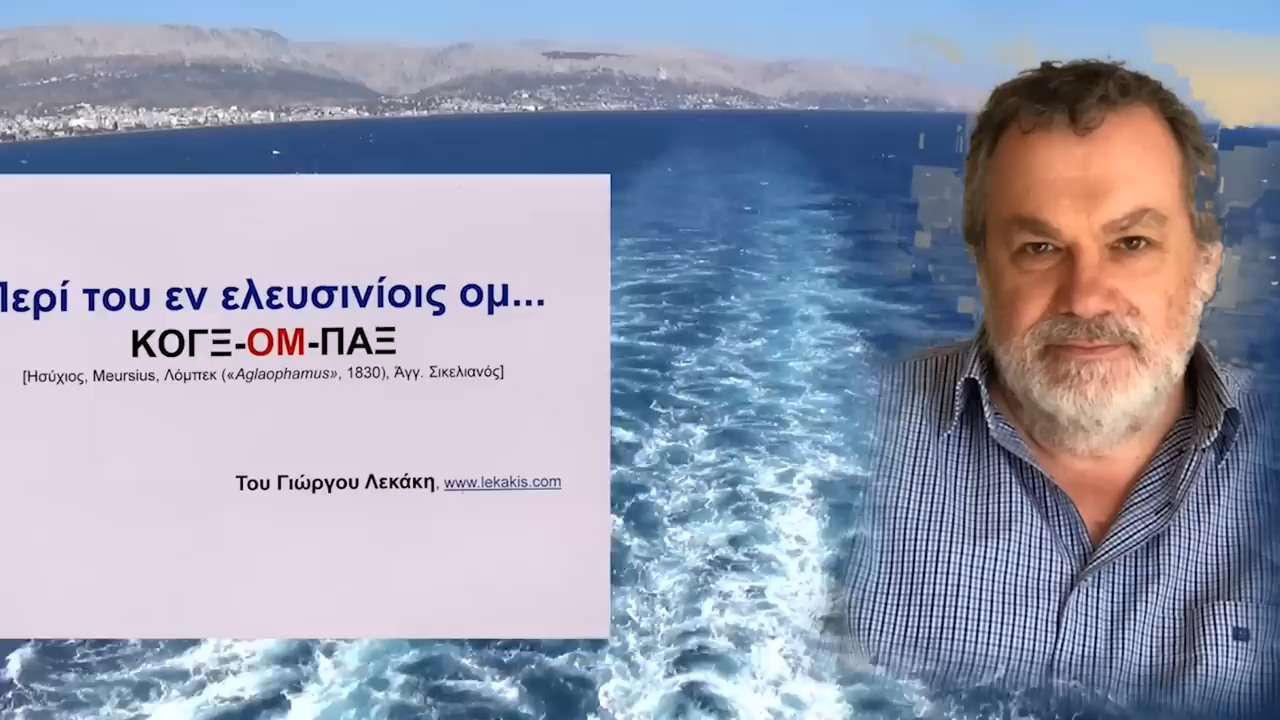 Περί του εν ελευσινίοις ομ...
ΚΟΓΞ-ΟΜ-ΠΑΞ
[Ησύχιος, Meursius, Λόμπεκ («Aglaophamus», 1830), Άγγ. Σικελιανός]
Του Γιώργου Λεκάκη, www.lekakis.com